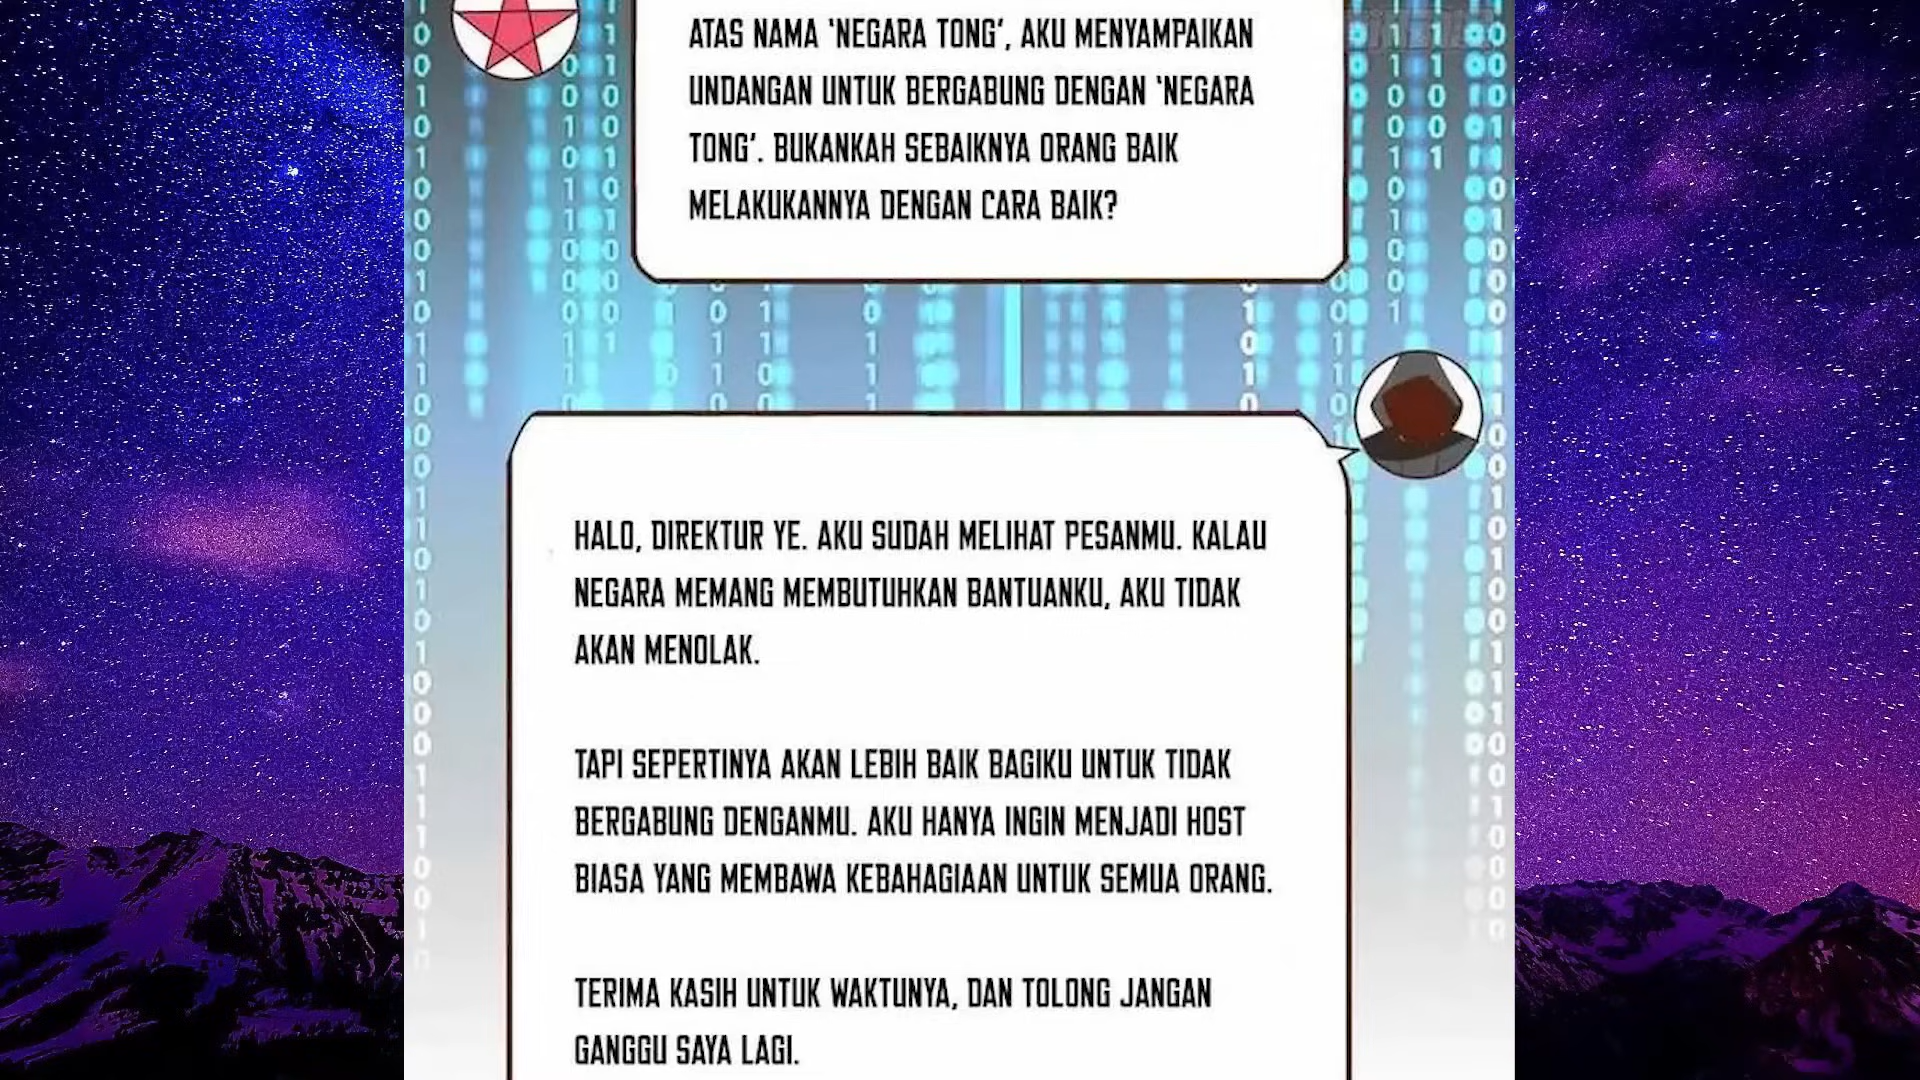 ATAS NAMA ‘NEGARA TONG’, AKU MENYAMPAIKAN
UNDANGAN UNTUK BERGABUNG DENGAN ‘NEGARA
TONG’. BUKANKAH SEBAIKNYA ORANG BAIK
MELAKUKANNYA DENGAN CARA BAIK?
HALO, DIREKTUR YE. AKU SUDAH MELIHAT PESANMU. KALAU
NEGARA MEMANG MEMBUTUHKAN BANTUANKU, AKU TIDAK
AKAN MENOLAK.
TAPI SEPERTINYA AKAN LEBIH BAIK BAGIKU UNTUK TIDAK
BERGABUNG DENGANMU. AKU HANYA INGIN MENJADI HOST
BIASA YANG MEMBAWA KEBAHAGIAAN UNTUK SEMUA ORANG.
TERIMA KASIH UNTUK WAKTUNYA, DAN TOLONG JANGAN
GANGGU SAYA LAGI.